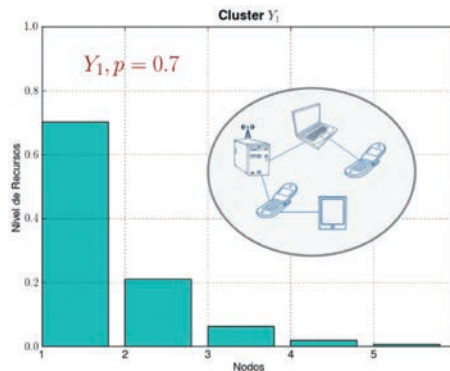 Cluster Y₁
Y₁, p = 0.7
Nivel de Recursos
1.0
0.8
0.6
0.4
0.2
0.0
1 2 3 4 5
Nodos